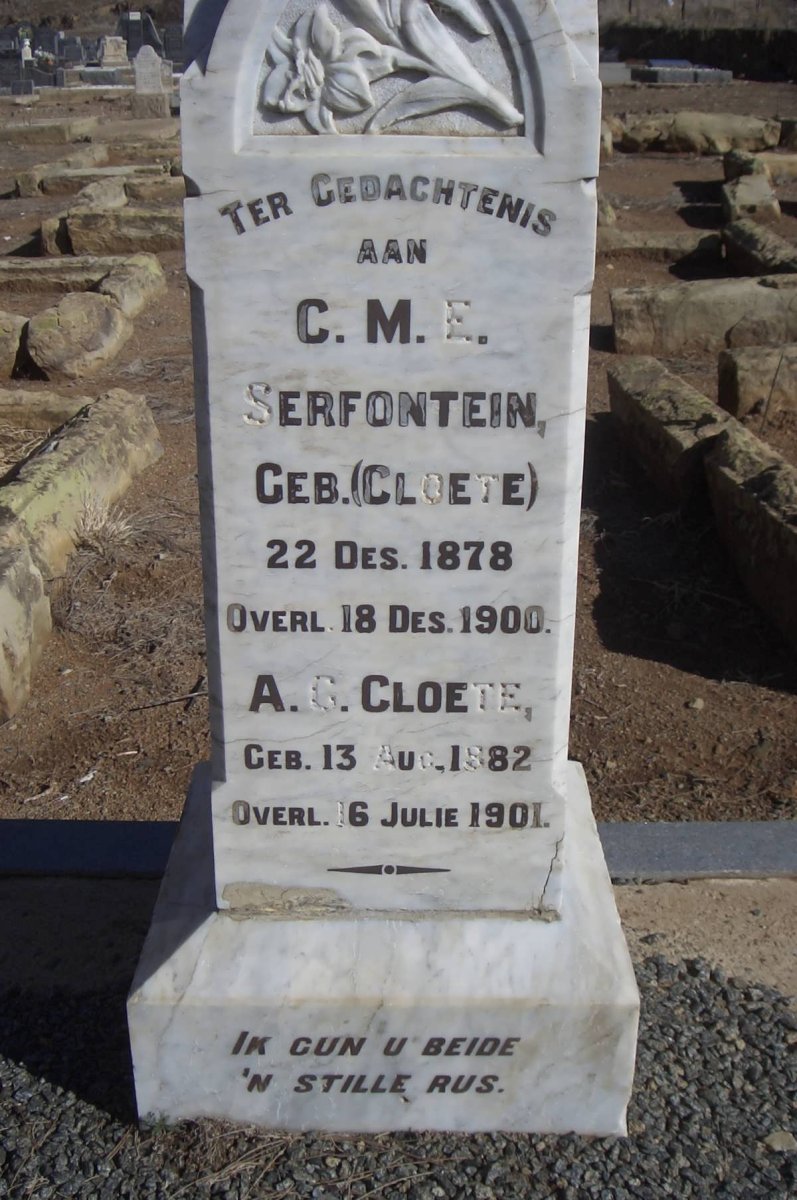 TER GEDACHTENIS
AAN
C. M. E.
SERFONTEIN,
GEB. (CLOETE)
22 DES. 1878
OVERL. 18 DES. 1900.
A. G. CLOETE,
GEB. 13 AUG. 1882
OVERL. 16 JULIE 1901.
IK GUN U BEIDE
'N STILLE RUS.